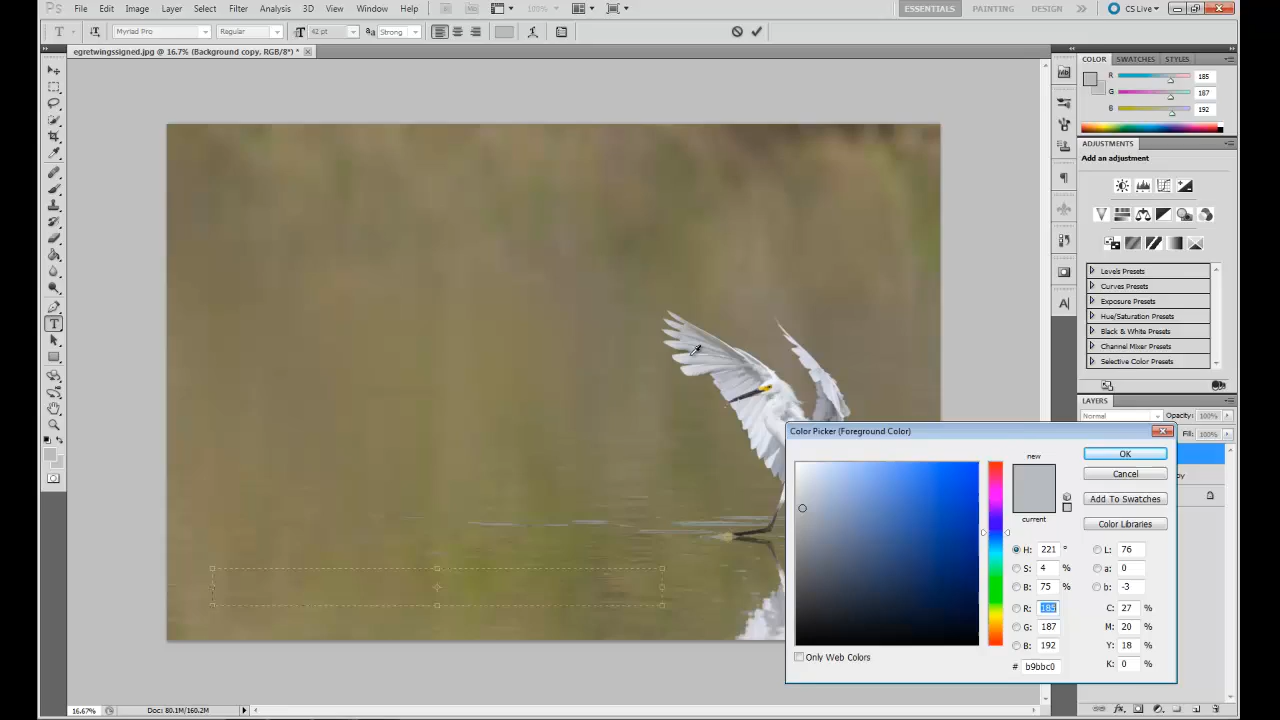 Ps File Edit Image Layer Select Filter Analysis 3D View Window Help 100% ESSENTIALS PAINTING DESIGN CS Live
T Myriad Pro Regular 42 pt Strong
egretwingssigned.jpg @ 16.7% (Background copy, RGB/8*) *
COLOR SWATCHES STYLES
R 185
G 187
B 192
ADJUSTMENTS
Add an adjustment
Levels Presets
Curves Presets
Exposure Presets
Hue/Saturation Presets
Black & White Presets
Channel Mixer Presets
Selective Color Presets
LAYERS
Normal Opacity: 100%
Fill: 100%
Color Picker (Foreground Color)
new
current
OK
Cancel
Add To Swatches
Color Libraries
H: 221 °
S: 4 %
B: 75 %
R: 185
G: 187
B: 192
# b9bbc0
L: 76
a: 0
b: -3
C: 27 %
M: 20 %
Y: 18 %
K: 0 %
Only Web Colors
16.67% Doc: 80.1M/160.2M